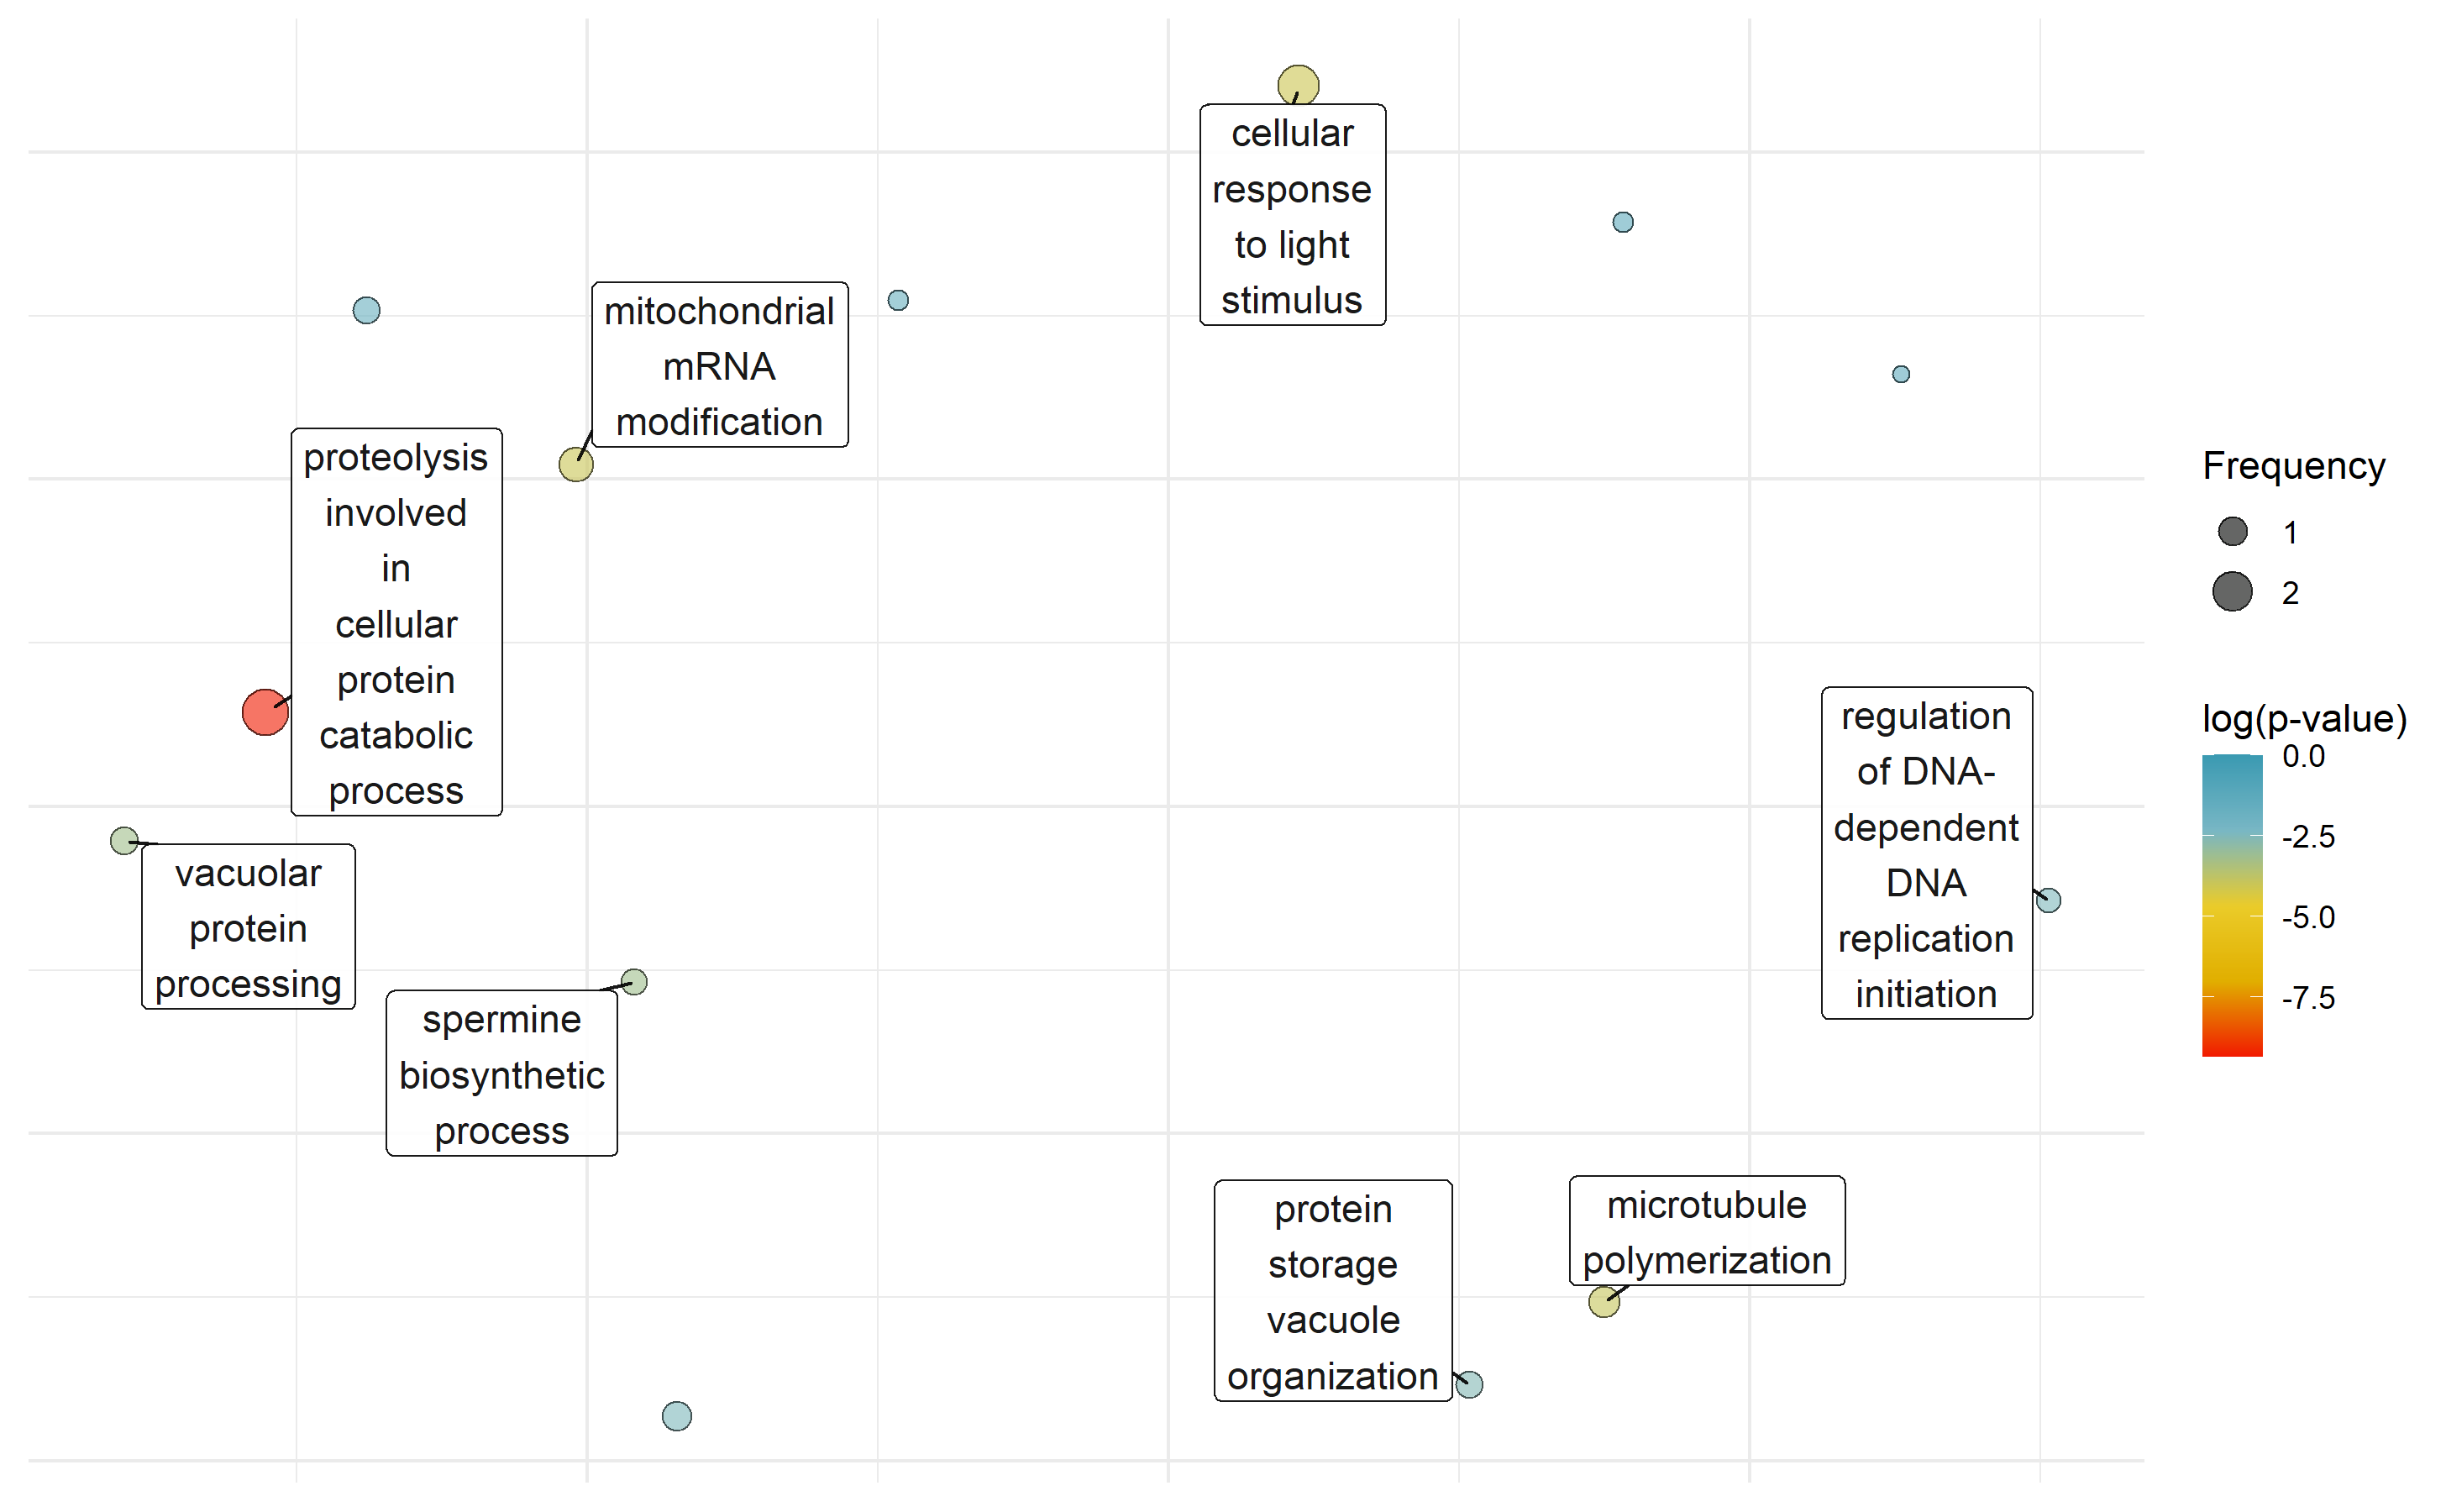 cellular
response
to light
stimulus
mitochondrial
mRNA
modification
proteolysis
involved
in
cellular
protein
catabolic
process
vacuolar
protein
processing
spermine
biosynthetic
process
regulation
of DNA-
dependent
DNA
replication
initiation
protein
storage
vacuole
organization
microtubule
polymerization
Frequency
1
2
log(p-value)
0.0
-2.5
-5.0
-7.5